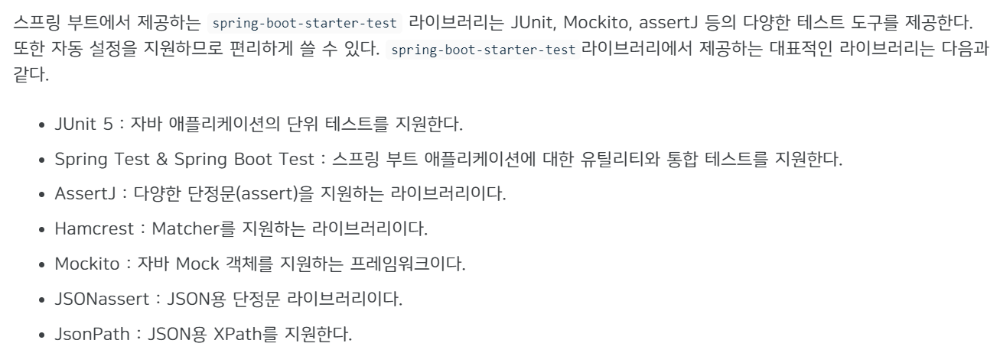 스프링 부트에서 제공하는 spring-boot-starter-test 라이브러리는 JUnit, Mockito, assertJ 등의 다양한 테스트 도구를 제공한다.
또한 자동 설정을 지원하므로 편리하게 쓸 수 있다. spring-boot-starter-test 라이브러리에서 제공하는 대표적인 라이브러리는 다음과
같다.
• JUnit 5 : 자바 애플리케이션의 단위 테스트를 지원한다.
• Spring Test & Spring Boot Test : 스프링 부트 애플리케이션에 대한 유틸리티와 통합 테스트를 지원한다.
• AssertJ : 다양한 단정문(assert)을 지원하는 라이브러리이다.
• Hamcrest : Matcher를 지원하는 라이브러리이다.
• Mockito : 자바 Mock 객체를 지원하는 프레임워크이다.
• JSONassert : JSON용 단정문 라이브러리이다.
• JsonPath : JSON용 XPath를 지원한다.